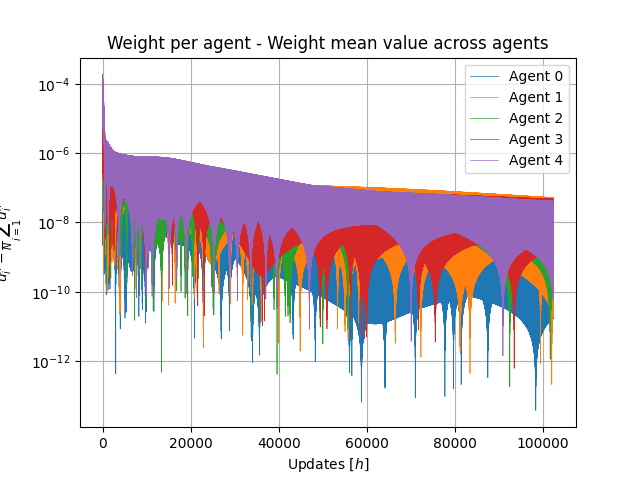 Weight per agent - Weight mean value across agents
Agent 0
Agent 1
Agent 2
Agent 3
Agent 4
10⁻⁴
10⁻⁶
10⁻⁸
10⁻¹⁰
10⁻¹²
0
20000
40000
60000
80000
100000
Updates [h]